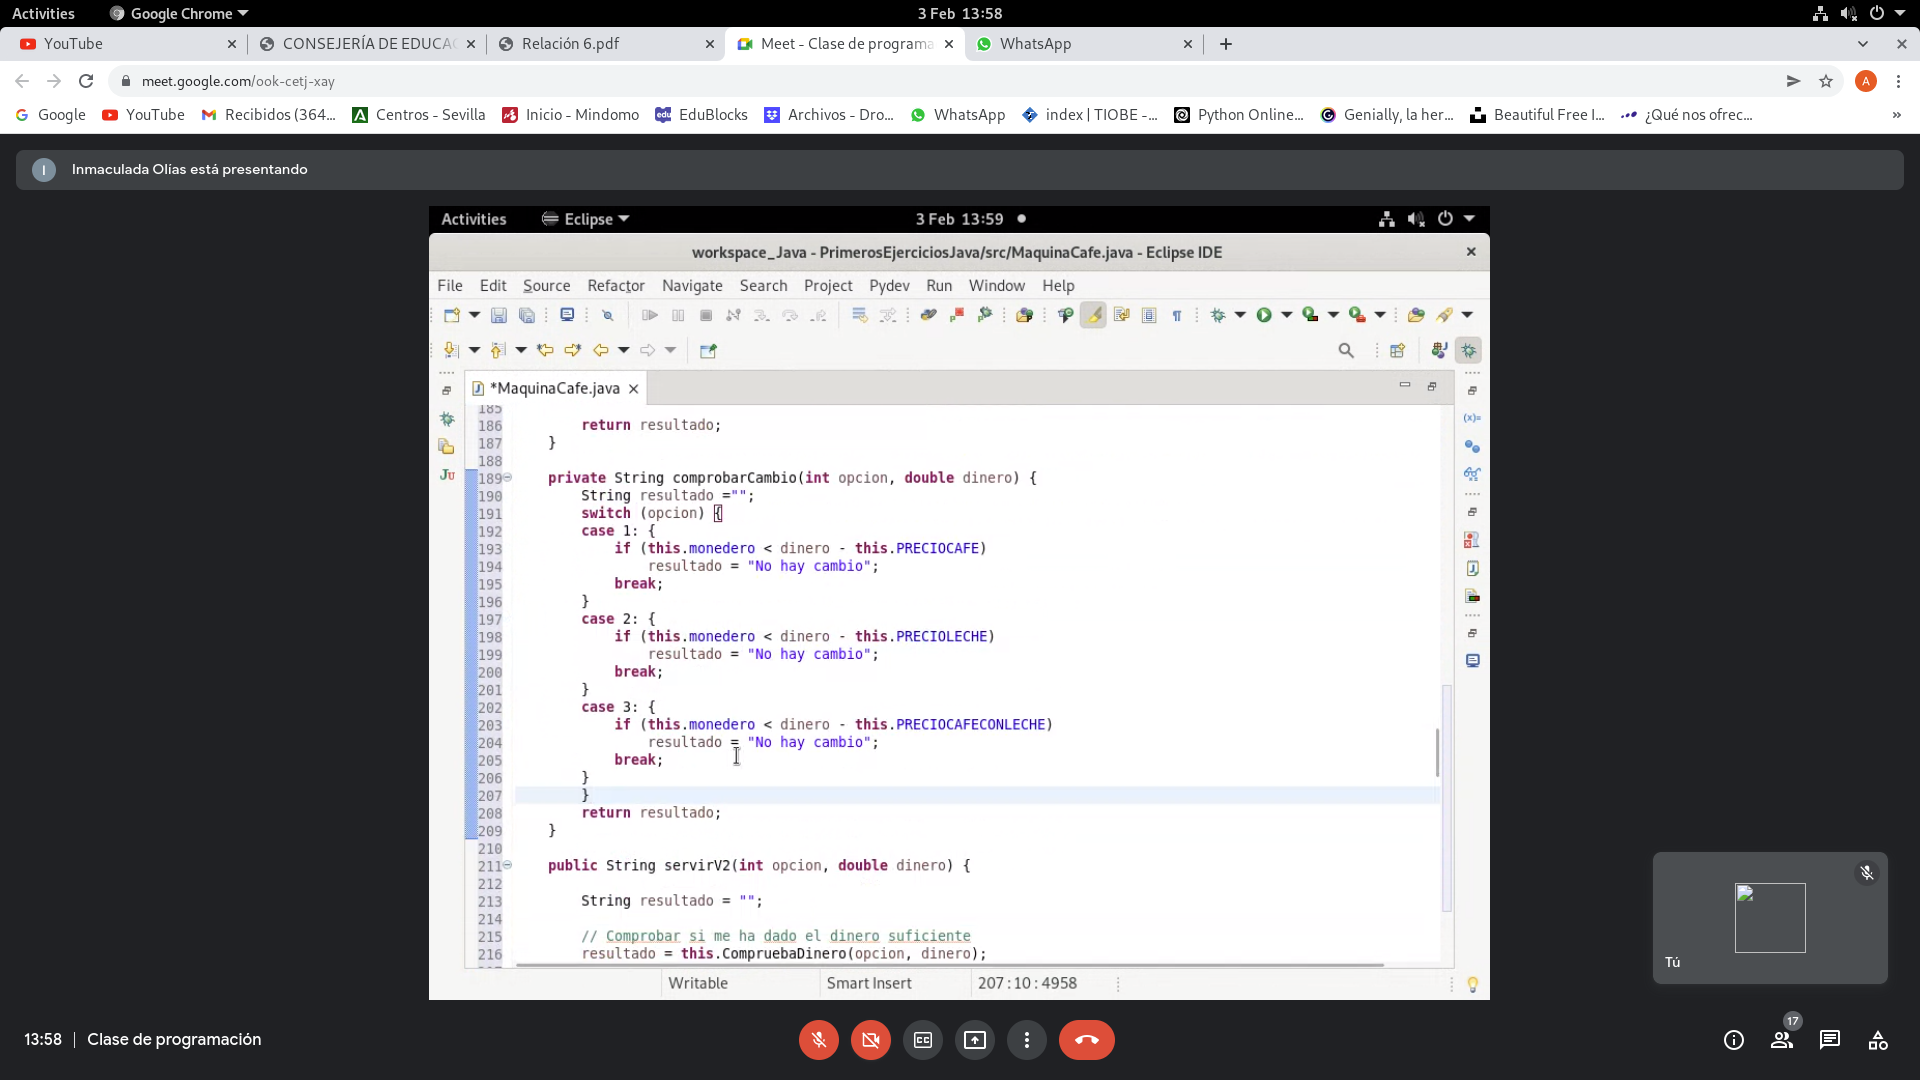 Activities Google Chrome 3 Feb 13:58
YouTube CONSEJERÍA DE EDUCAC Relación 6.pdf Meet - Clase de programa WhatsApp
meet.google.com/ook-cetj-xay A
Google YouTube Recibidos (364... Centros - Sevilla Inicio - Mindomo EduBlocks Archivos - Dro... WhatsApp index | TIOBE -... Python Online... Genially, la her... Beautiful Free I... ¿Qué nos ofrec... »
I Inmaculada Olías está presentando
Activities Eclipse 3 Feb 13:59
workspace_Java - PrimerosEjerciciosJava/src/MaquinaCafe.java - Eclipse IDE
File Edit Source Refactor Navigate Search Project Pydev Run Window Help
*MaquinaCafe.java
185
186 return resultado;
187 }
188
189 private String comprobarCambio(int opcion, double dinero) {
190 String resultado ="";
191 switch (opcion) {
192 case 1: {
193 if (this.monedero < dinero - this.PRECIOCAFE)
194 resultado = "No hay cambio";
195 break;
196 }
197 case 2: {
198 if (this.monedero < dinero - this.PRECIOLECHE)
199 resultado = "No hay cambio";
200 break;
201 }
202 case 3: {
203 if (this.monedero < dinero - this.PRECIOCAFECONLECHE)
204 resultado = "No hay cambio";
205 break;
206 }
207 }
208 return resultado;
209 }
210
211 public String servirV2(int opcion, double dinero) {
212
213 String resultado = "";
214
215 // Comprobar si me ha dado el dinero suficiente
216 resultado = this.CompruebaDinero(opcion, dinero);
Writable Smart Insert 207:10:4958
Tú
13:58 | Clase de programación
17